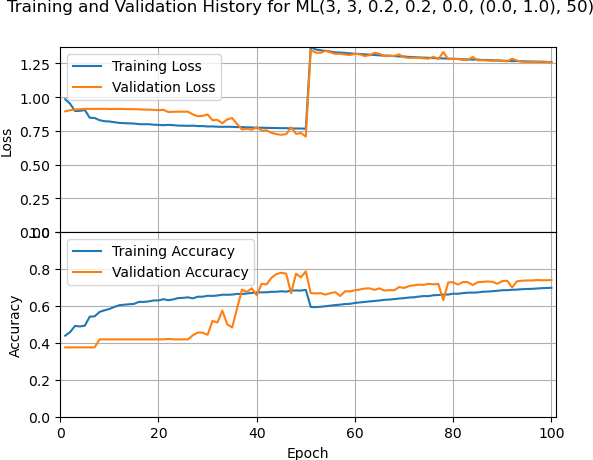 Training and Validation History for ML(3, 3, 0.2, 0.2, 0.0, (0.0, 1.0), 50)
Training Loss
Validation Loss
1.25
1.00
0.75
0.50
0.25
0.00
Loss
Training Accuracy
Validation Accuracy
1.0
0.8
0.6
0.4
0.2
0.0
Accuracy
0 20 40 60 80 100
Epoch